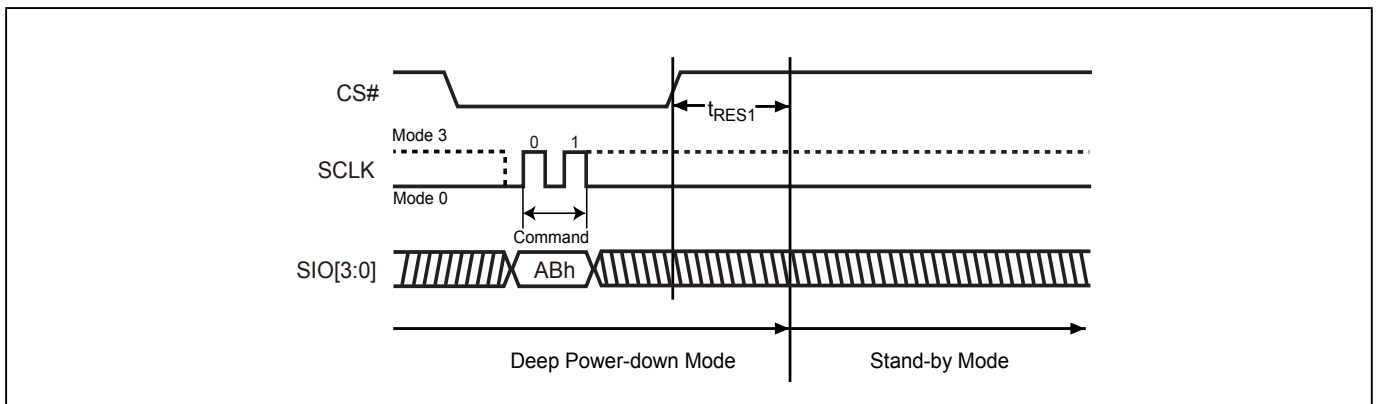 CS#
tRES1
Mode 3
0 1
SCLK
Mode 0
Command
SIO[3:0]
ABh
Deep Power-down Mode
Stand-by Mode